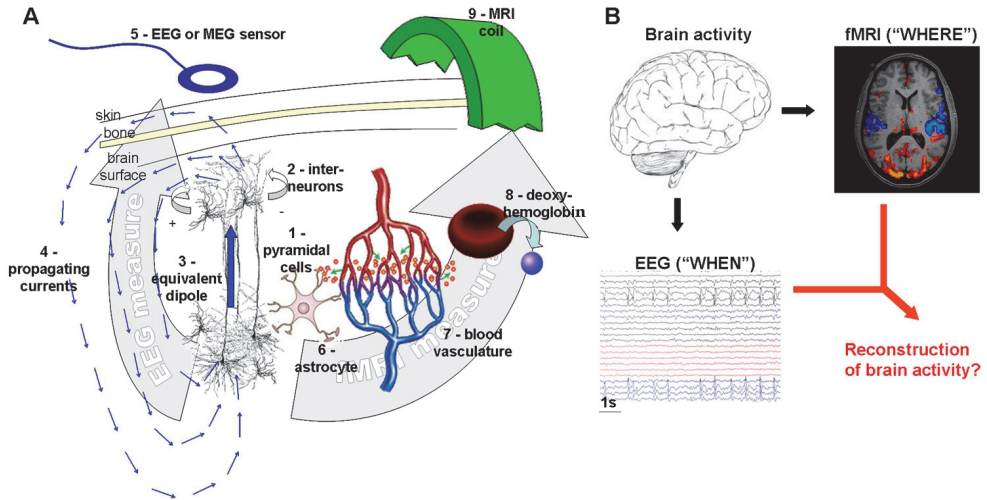 A
5 - EEG or MEG sensor
9 - MRI
coil
skin
bone
brain
surface
2 - inter-
neurons
+
-
1 -
pyramidal
cells
3 -
equivalent
dipole
4 -
propagating
currents
EEG measure
8 - deoxy-
hemoglobin
6 -
astrocyte
7 - blood
vasculature
fMRI measure
B
Brain activity
fMRI (“WHERE”)
EEG (“WHEN”)
1s
Reconstruction
of brain activity?